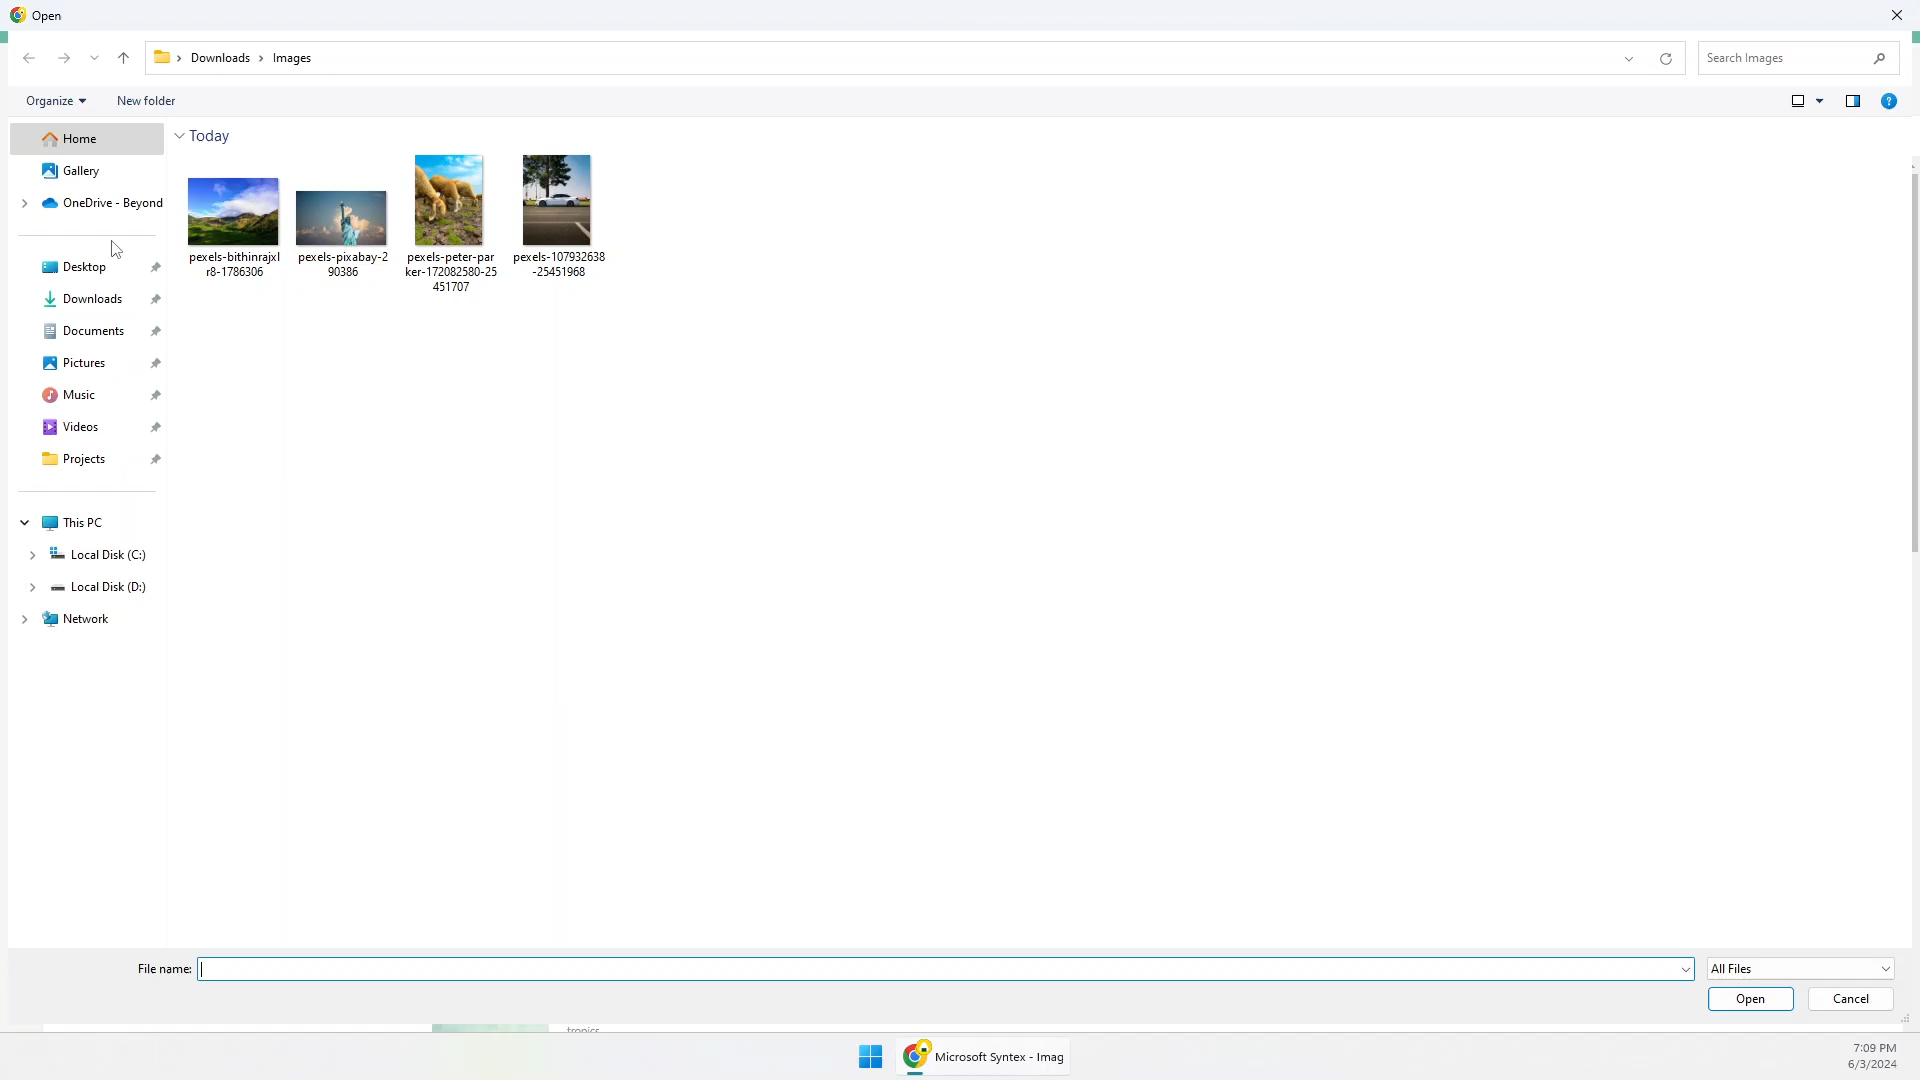 Open
Downloads
Images
Search Images
Organize
New folder
Home
Gallery
OneDrive - Beyond
Desktop
Downloads
Documents
Pictures
Music
Videos
Projects
This PC
Local Disk (C:)
Local Disk (D:)
Network
Today
pexels-bithinrajxl
r8-1786306
pexels-pixabay-2
90386
pexels-peter-par
ker-172082580-25
451707
pexels-107932638
-25451968
File name:
All Files
Open
Cancel
tropics
Microsoft Syntex - Imag
7:09 PM
6/3/2024